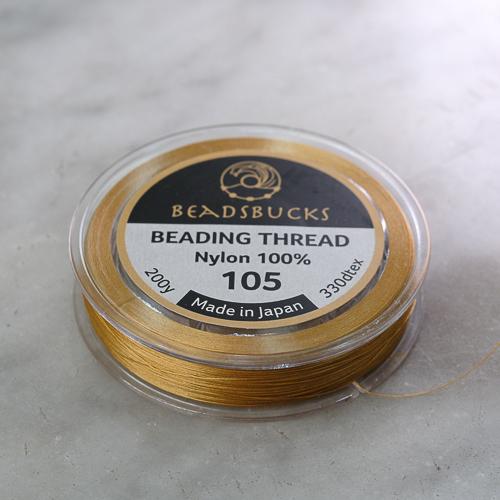 BEADSBUCKS
BEADING THREAD
Nylon 100%
105
200y
Made in Japan
330dtex